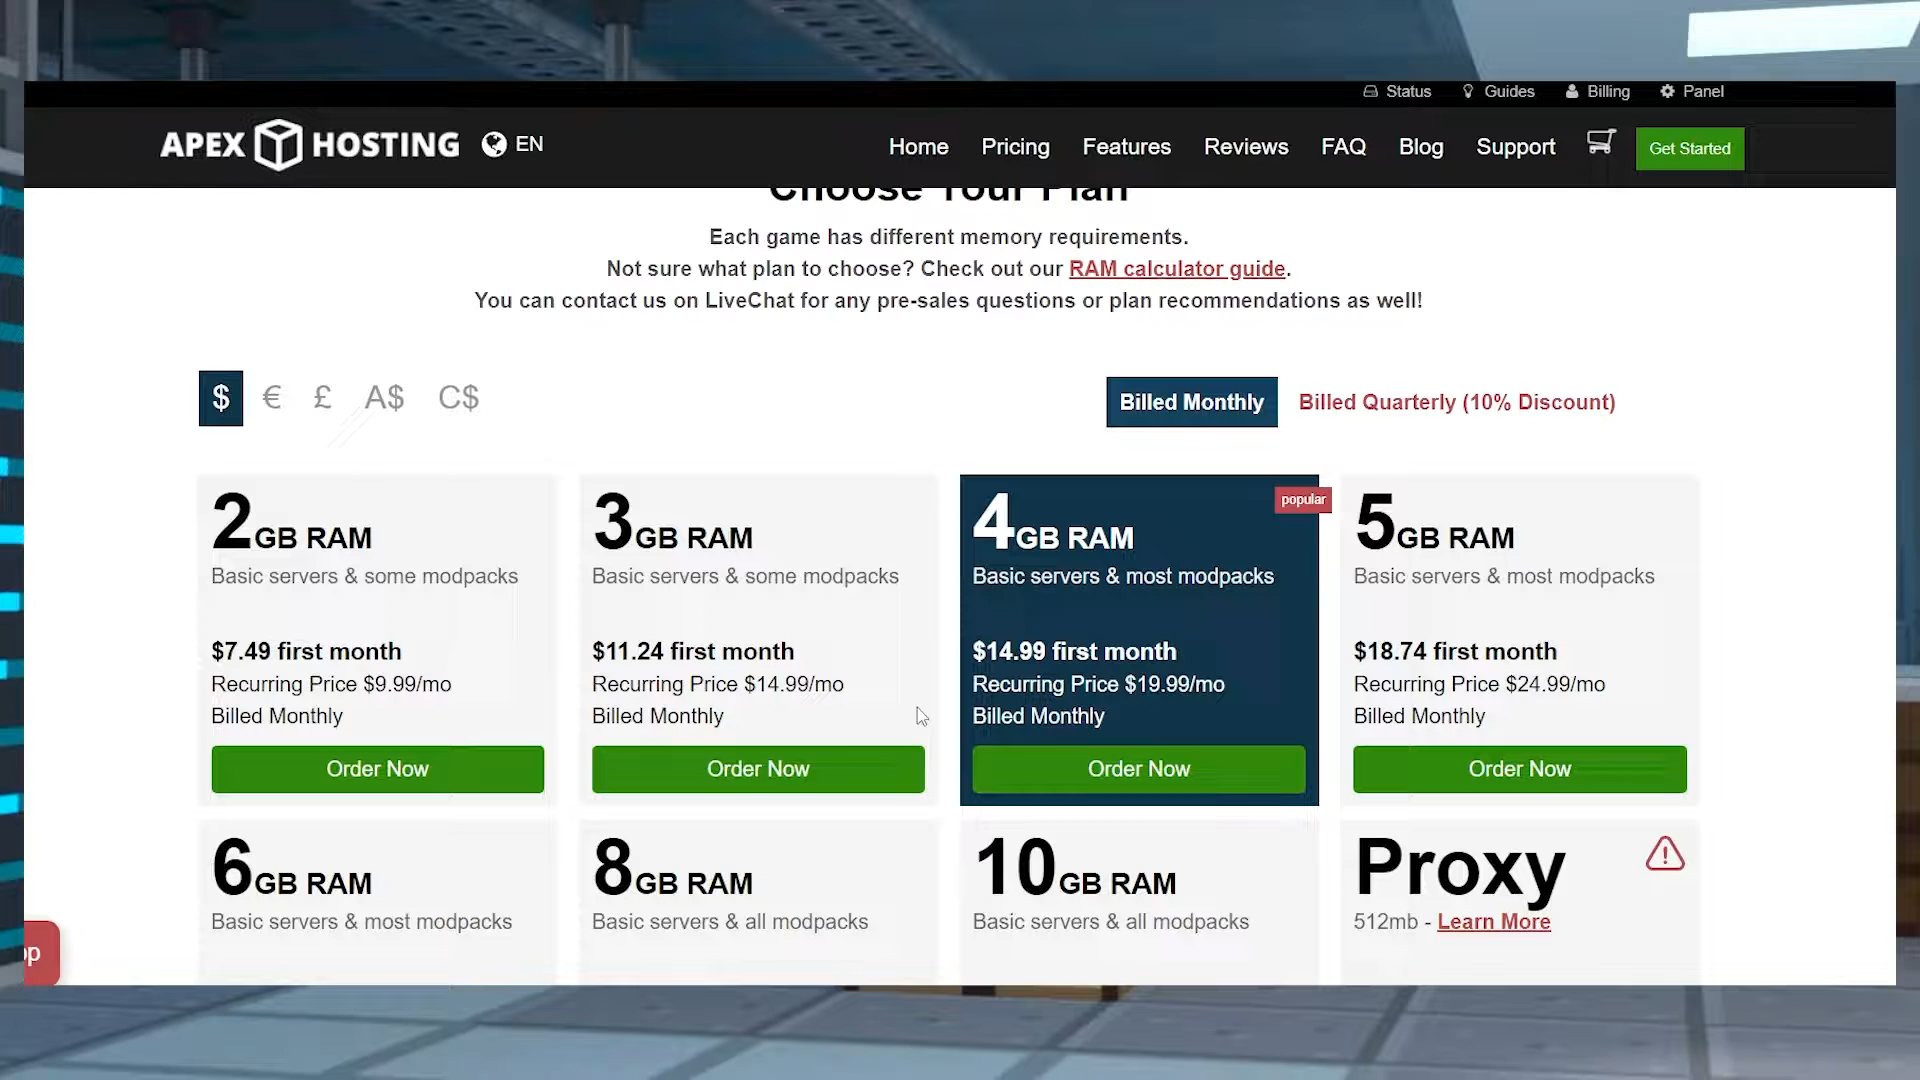 Status Guides Billing Panel
APEX HOSTING EN
Home Pricing Features Reviews FAQ Blog Support Get Started
Choose Your Plan
Each game has different memory requirements.
Not sure what plan to choose? Check out our RAM calculator guide.
You can contact us on LiveChat for any pre-sales questions or plan recommendations as well!
$ € £ A$ C$
Billed Monthly Billed Quarterly (10% Discount)
2GB RAM
Basic servers & some modpacks
$7.49 first month
Recurring Price $9.99/mo
Billed Monthly
Order Now
3GB RAM
Basic servers & some modpacks
$11.24 first month
Recurring Price $14.99/mo
Billed Monthly
Order Now
popular
4GB RAM
Basic servers & most modpacks
$14.99 first month
Recurring Price $19.99/mo
Billed Monthly
Order Now
5GB RAM
Basic servers & most modpacks
$18.74 first month
Recurring Price $24.99/mo
Billed Monthly
Order Now
6GB RAM
Basic servers & most modpacks
8GB RAM
Basic servers & all modpacks
10GB RAM
Basic servers & all modpacks
Proxy
512mb - Learn More